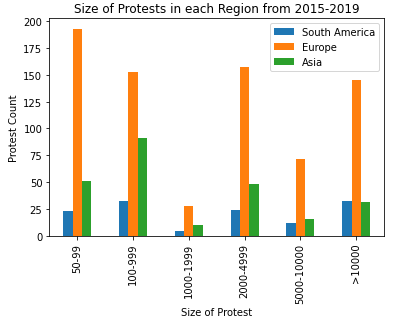 Size of Protests in each Region from 2015-2019
South America
Europe
Asia
Protest Count
200
175
150
125
100
75
50
25
0
50-99
100-999
1000-1999
2000-4999
5000-10000
>10000
Size of Protest